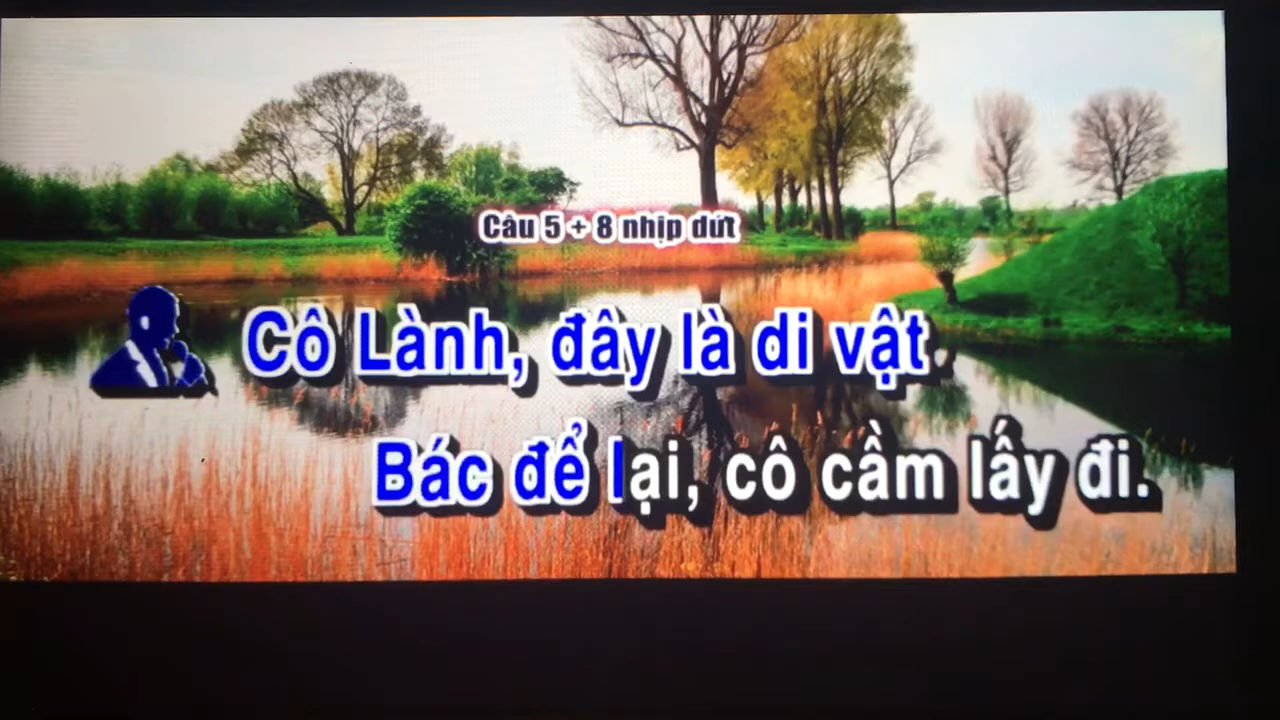 Câu 5 + 8 nhịp dứt
Cô Lành, đây là di vật
Bác để lại, cô cầm lấy đi.